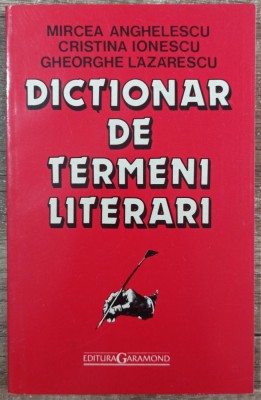 MIRCEA ANGHELESCU
CRISTINA IONESCU
GHEORGHE LĂZĂRESCU
DICȚIONAR
DE
TERMENI
LITERARI
EDITURA GARAMOND